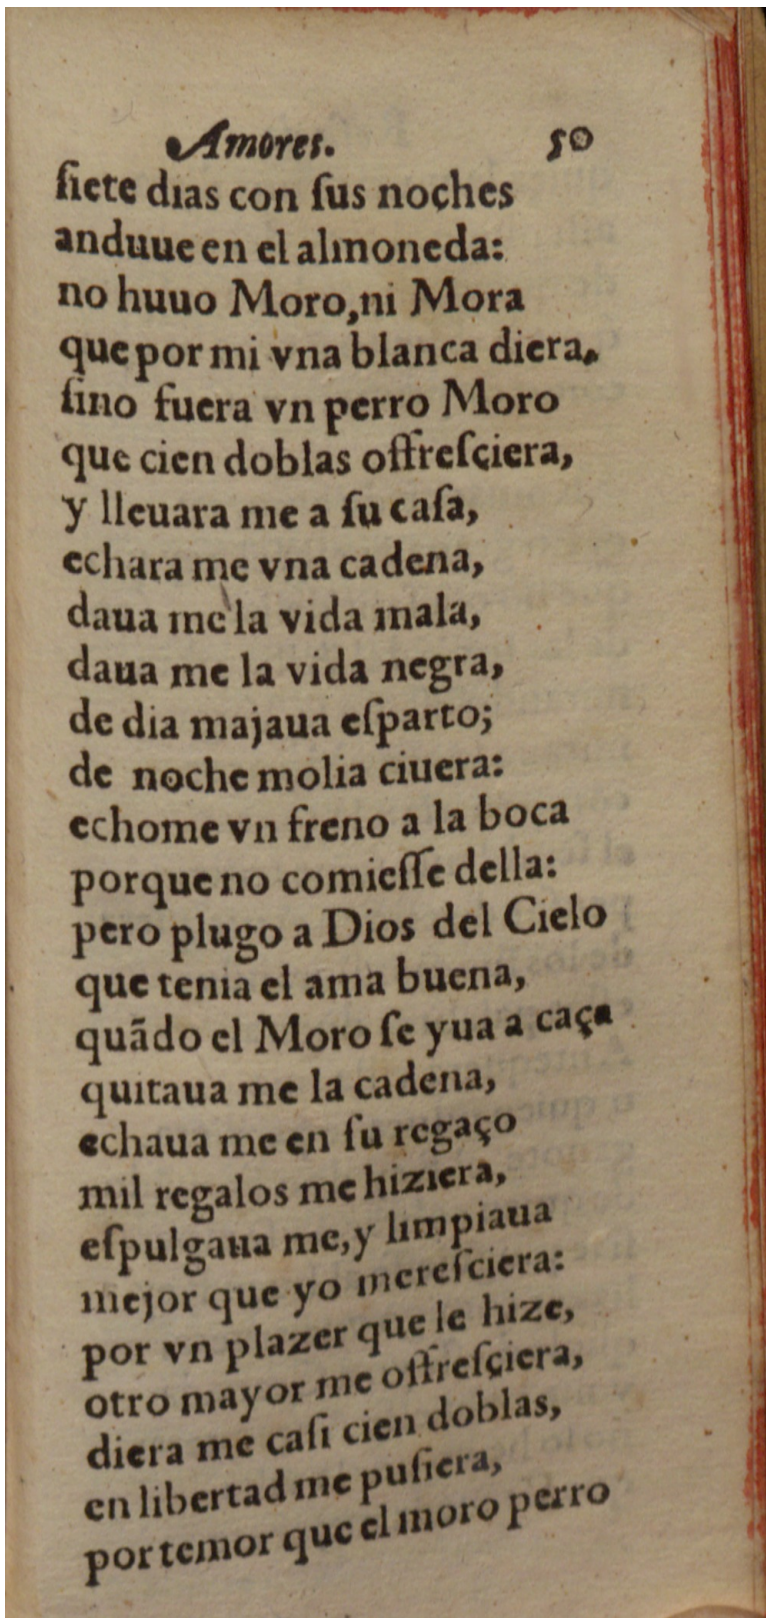 Amores. 50
ſiete dias con ſus noches
anduue en el almoneda:
no huuo Moro, ni Mora
que por mi vna blanca diera.
ſino fuera vn perro Moro
que cien doblas offreſçiera,
y lleuara me a ſu caſa,
echara me vna cadena,
daua me la vida mala,
daua me la vida negra,
de dia majaua eſparto;
de noche molia ciuera:
echome vn freno a la boca
porque no comieſſe della:
pero plugo a Dios del Cielo
que tenia el ama buena,
quãdo el Moro ſe yua a caça
quitaua me la cadena,
echaua me en ſu regaço
mil regalos me hiziera,
eſpulgaua me, y limpiaua
mejor que yo mereſciera:
por vn plazer que le hize,
otro mayor me offreſçiera,
diera me caſi cien doblas,
en libertad me puſiera,
por temor que el moro perro